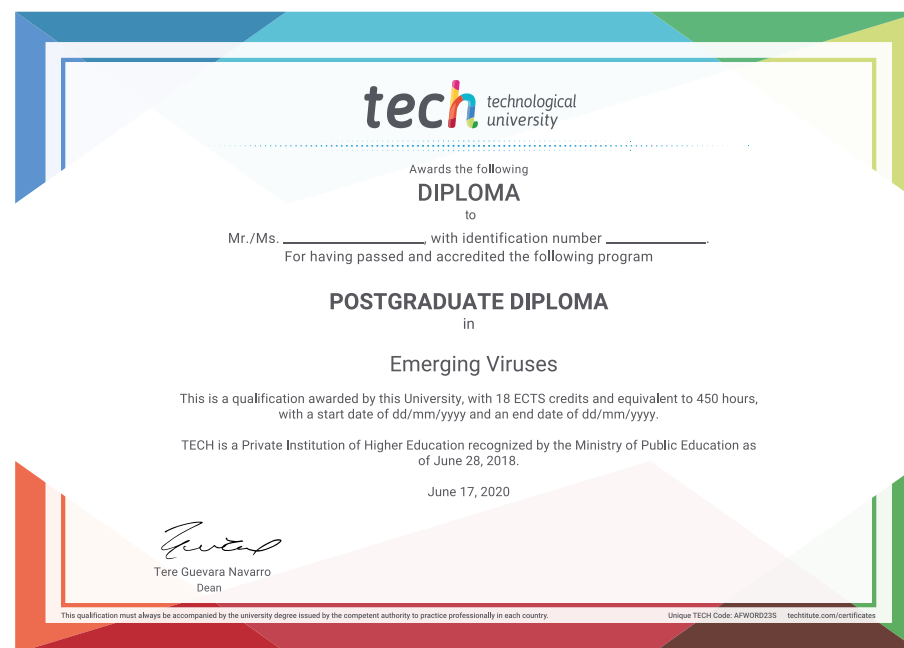 tech technological
university
Awards the following
DIPLOMA
to
Mr./Ms. ____________________, with identification number ______________.
For having passed and accredited the following program
POSTGRADUATE DIPLOMA
in
Emerging Viruses
This is a qualification awarded by this University, with 18 ECTS credits and equivalent to 450 hours,
with a start date of dd/mm/yyyy and an end date of dd/mm/yyyy.
TECH is a Private Institution of Higher Education recognized by the Ministry of Public Education as
of June 28, 2018.
June 17, 2020
Tere Guevara Navarro
Dean
This qualification must always be accompanied by the university degree issued by the competent authority to practice professionally in each country.
Unique TECH Code: AFWORD23S techtitute.com/certificates